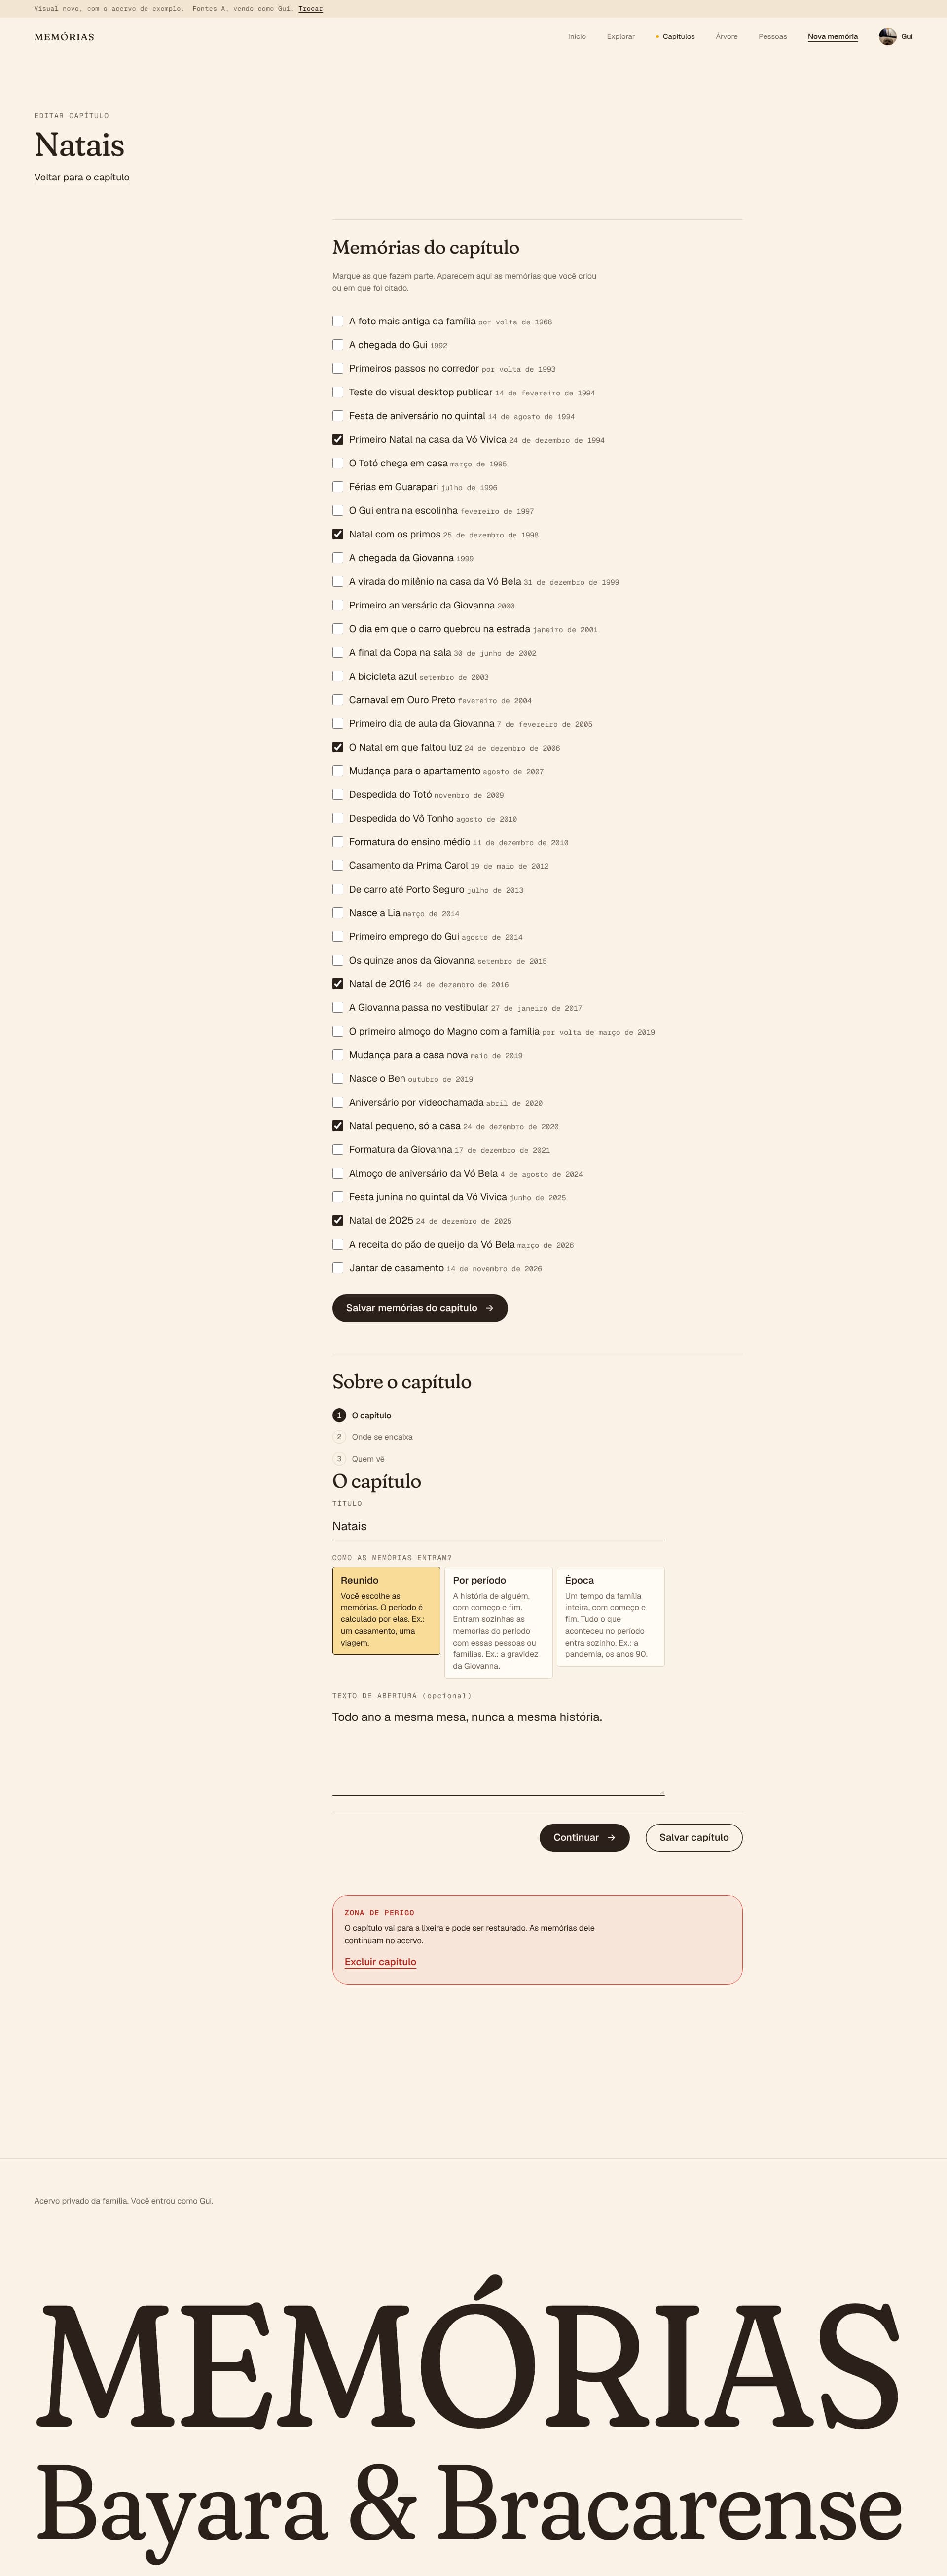 Visual novo, com o acervo de exemplo. Fontes A, vendo como Gui. Trocar
MEMÓRIAS
Início Explorar Capítulos Árvore Pessoas Nova memória Gui
EDITAR CAPÍTULO
Natais
Voltar para o capítulo
Memórias do capítulo
Marque as que fazem parte. Aparecem aqui as memórias que você criou
ou em que foi citado.
A foto mais antiga da família por volta de 1968
A chegada do Gui 1992
Primeiros passos no corredor por volta de 1993
Teste do visual desktop publicar 14 de fevereiro de 1994
Festa de aniversário no quintal 14 de agosto de 1994
Primeiro Natal na casa da Vó Vivica 24 de dezembro de 1994
O Totó chega em casa março de 1995
Férias em Guarapari julho de 1996
O Gui entra na escolinha fevereiro de 1997
Natal com os primos 25 de dezembro de 1998
A chegada da Giovanna 1999
A virada do milênio na casa da Vó Bela 31 de dezembro de 1999
Primeiro aniversário da Giovanna 2000
O dia em que o carro quebrou na estrada janeiro de 2001
A final da Copa na sala 30 de junho de 2002
A bicicleta azul setembro de 2003
Carnaval em Ouro Preto fevereiro de 2004
Primeiro dia de aula da Giovanna 7 de fevereiro de 2005
O Natal em que faltou luz 24 de dezembro de 2006
Mudança para o apartamento agosto de 2007
Despedida do Totó novembro de 2009
Despedida do Vô Tonho agosto de 2010
Formatura do ensino médio 11 de dezembro de 2010
Casamento da Prima Carol 19 de maio de 2012
De carro até Porto Seguro julho de 2013
Nasce a Lia março de 2014
Primeiro emprego do Gui agosto de 2014
Os quinze anos da Giovanna setembro de 2015
Natal de 2016 24 de dezembro de 2016
A Giovanna passa no vestibular 27 de janeiro de 2017
O primeiro almoço do Magno com a família por volta de março de 2019
Mudança para a casa nova maio de 2019
Nasce o Ben outubro de 2019
Aniversário por videochamada abril de 2020
Natal pequeno, só a casa 24 de dezembro de 2020
Formatura da Giovanna 17 de dezembro de 2021
Almoço de aniversário da Vó Bela 4 de agosto de 2024
Festa junina no quintal da Vó Vivica junho de 2025
Natal de 2025 24 de dezembro de 2025
A receita do pão de queijo da Vó Bela março de 2026
Jantar de casamento 14 de novembro de 2026
Salvar memórias do capítulo →
Sobre o capítulo
1 O capítulo
2 Onde se encaixa
3 Quem vê
O capítulo
TÍTULO
Natais
COMO AS MEMÓRIAS ENTRAM?
Reunido
Você escolhe as
memórias. O período é
calculado por elas. Ex.:
um casamento, uma
viagem.
Por período
A história de alguém,
com começo e fim.
Entram sozinhas as
memórias do período
com essas pessoas ou
famílias. Ex.: a gravidez
da Giovanna.
Época
Um tempo da família
inteira, com começo e
fim. Tudo o que
aconteceu no período
entra sozinho. Ex.: a
pandemia, os anos 90.
TEXTO DE ABERTURA (opcional)
Todo ano a mesma mesa, nunca a mesma história.
Continuar → Salvar capítulo
ZONA DE PERIGO
O capítulo vai para a lixeira e pode ser restaurado. As memórias dele
continuam no acervo.
Excluir capítulo
Acervo privado da família. Você entrou como Gui.
MEMÓRIAS
Bayara & Bracarense